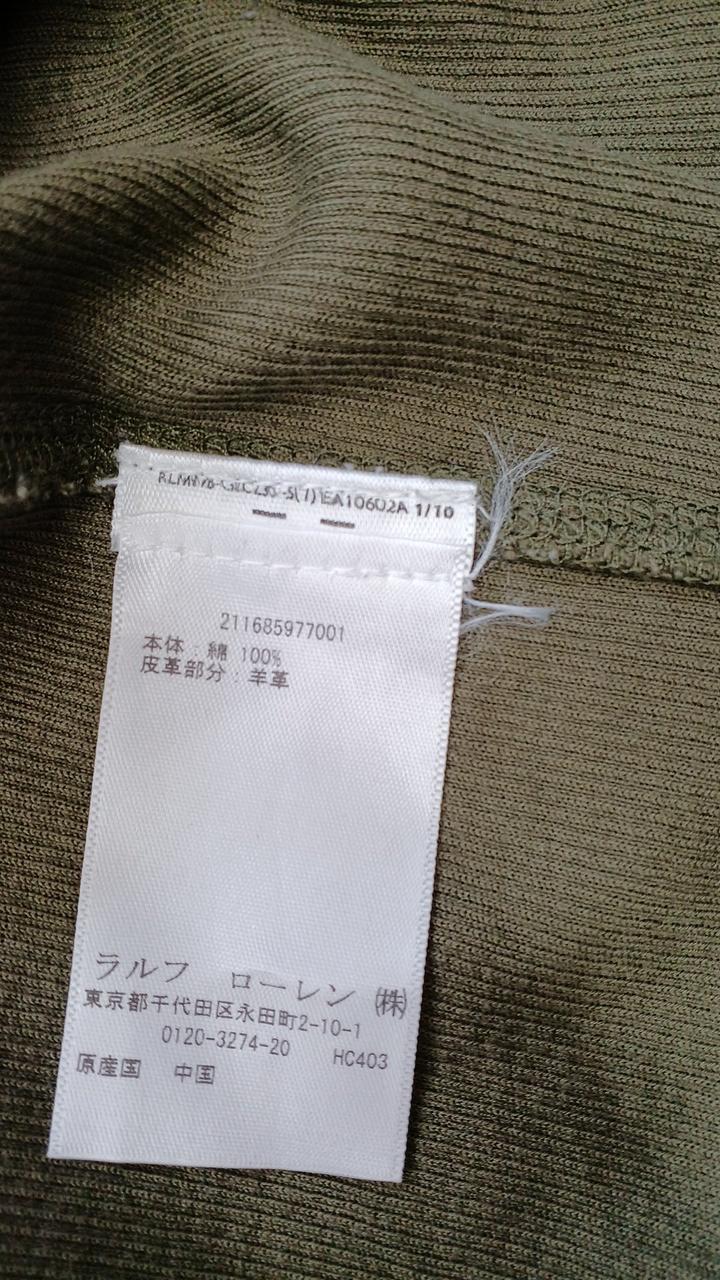 EA10602A 1/10
211685977001
本体：綿 100%
皮革部分：羊革
ラルフ ローレン ㈱
東京都千代田区永田町2-10-1
0120-3274-20 HC403
原産国 中国